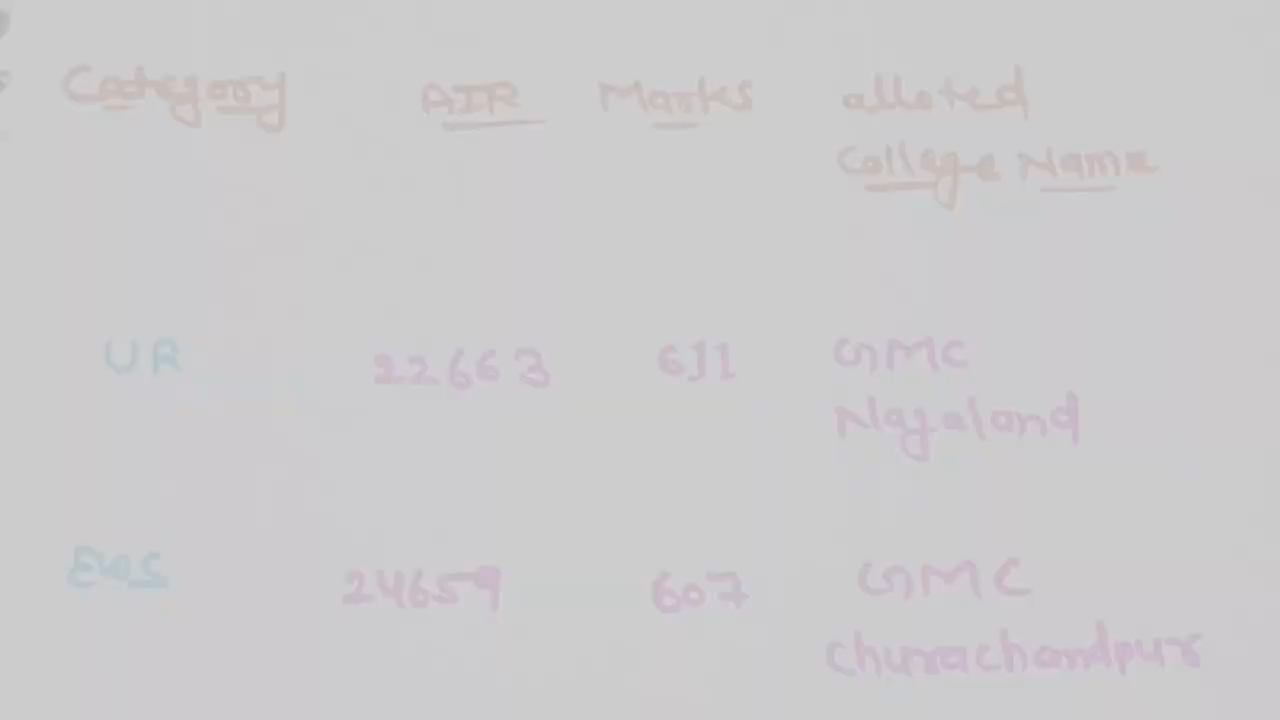 Category AIR Marks alloted
College Name
UR 22663 611 GMC
Nagaland
EWS 24659 607 GMC
churachandpur